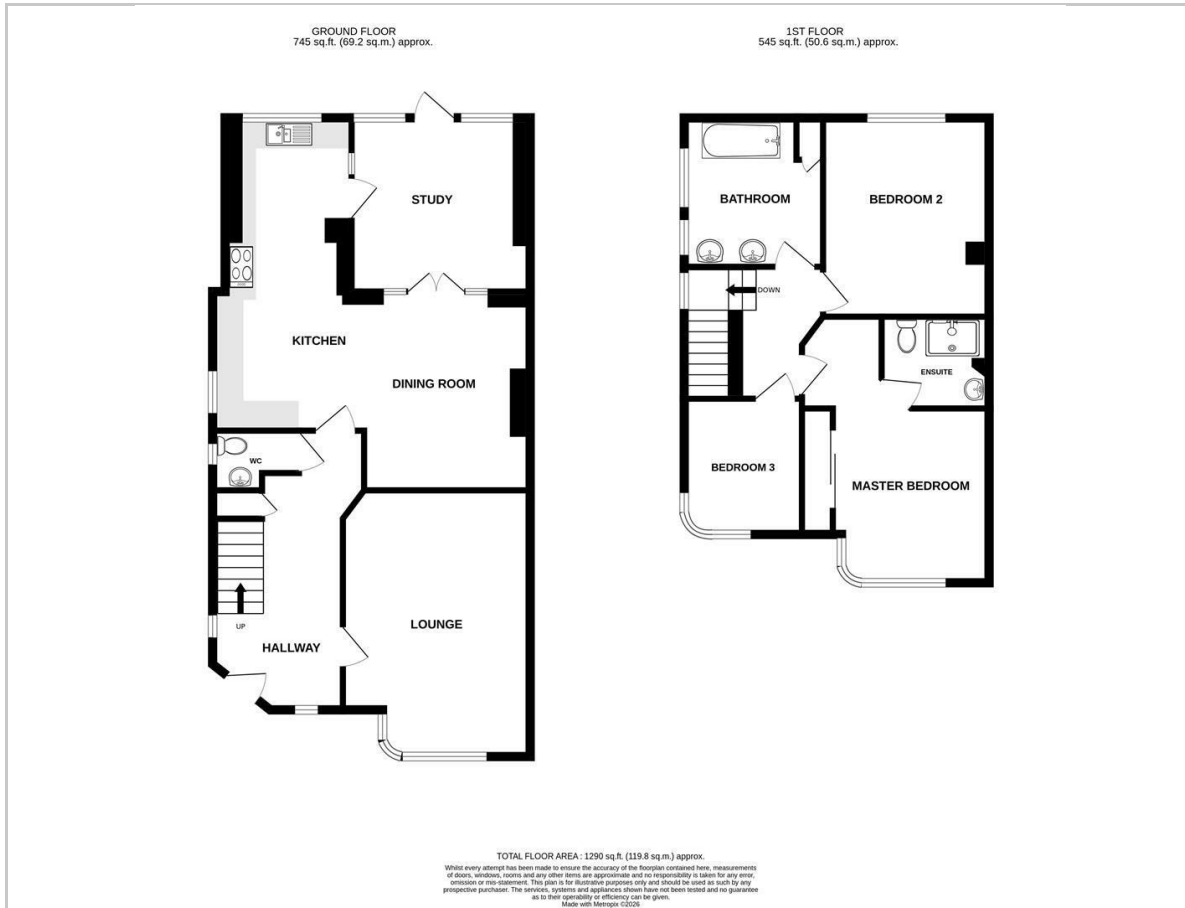 GROUND FLOOR
745 sq.ft. (69.2 sq.m.) approx.
1ST FLOOR
545 sq.ft. (50.6 sq.m.) approx.
STUDY
KITCHEN
DINING ROOM
WC
UP
HALLWAY
LOUNGE
BATHROOM
BEDROOM 2
DOWN
ENSUITE
BEDROOM 3
MASTER BEDROOM
TOTAL FLOOR AREA : 1290 sq.ft. (119.8 sq.m.) approx.
Whilst every attempt has been made to ensure the accuracy of the floorplan contained here, measurements
of doors, windows, rooms and any other items are approximate and no responsibility is taken for any error,
omission or mis-statement. This plan is for illustrative purposes only and should be used as such by any
prospective purchaser. The services, systems and appliances shown have not been tested and no guarantee
as to their operability or efficiency can be given.
Made with Metropix ©2026